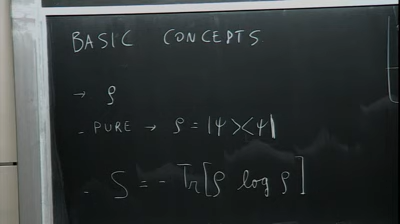 BASIC CONCEPTS
→ ρ
- PURE → ρ = |ψ><ψ|
- S = - Tr[ρ log ρ]